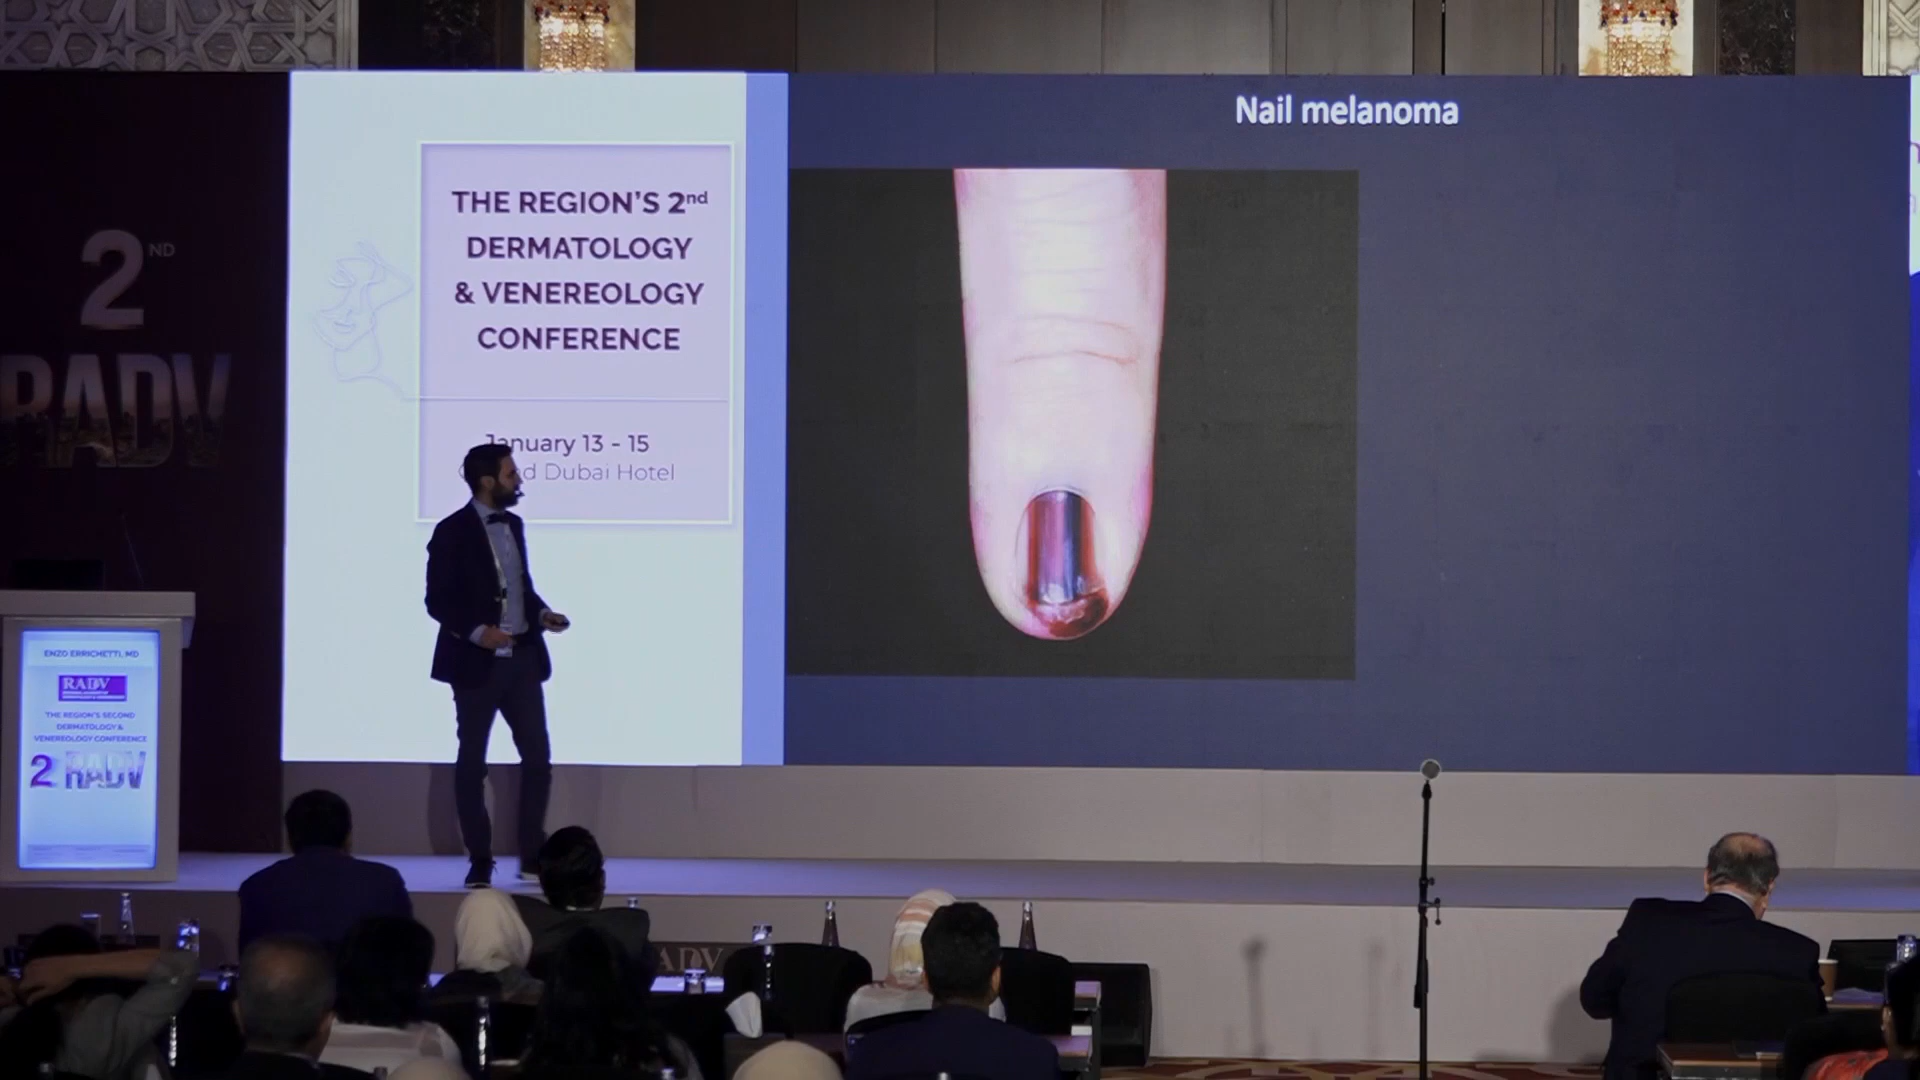 Nail melanoma
THE REGION'S 2nd
DERMATOLOGY
& VENEREOLOGY
CONFERENCE
January 13 - 15
Dubai Hotel
2ND
RADV
ENZO ERRICHETTI, MD
RADV
THE REGION'S SECOND
DERMATOLOGY &
VENEREOLOGY CONFERENCE
2 RADV
RADV